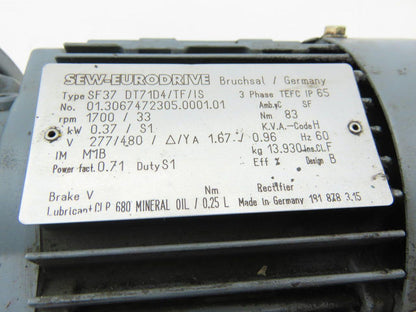 SEW-EURODRIVE Bruchsal / Germany
Type SF37 DT71D4/TF/IS 3 Phase TEFC IP 65
No. 01.3067472305.0001.01 Amb.°C SF
rpm 1700 / 33 Nm 83
kW 0.37 / S1 K.V.A.-Code H
V 277/480 / Δ/Y A 1.67 / 0.96 Hz 60
IM M1B kg 13.930 Ins.CL F
Power fact. 0.71 Duty S1 Eff % Design B
Brake V Nm Rectifier
Lubricant CLP 680 MINERAL OIL / 0.25 L Made in Germany 191 828 3.15